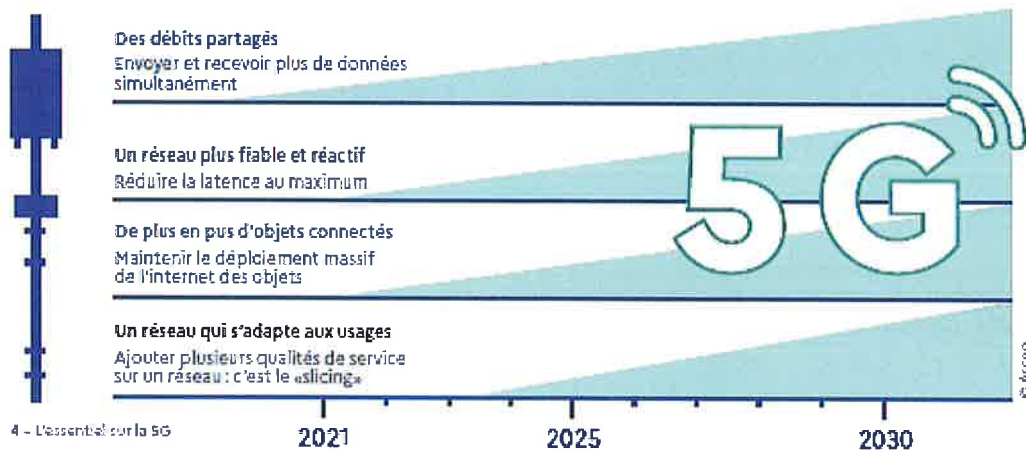 Des débits partagés
Envoyer et recevoir plus de données
simultanément
Un réseau plus fiable et réactif
Réduire la latence au maximum
De plus en pus d'objets connectés
Maintenir le déploiement massif
de l'internet des objets
Un réseau qui s'adapte aux usages
Ajouter plusieurs qualités de service
sur un réseau : c'est le «slicing»
5G
2021 2025 2030
4 - L'essentiel sur la 5G